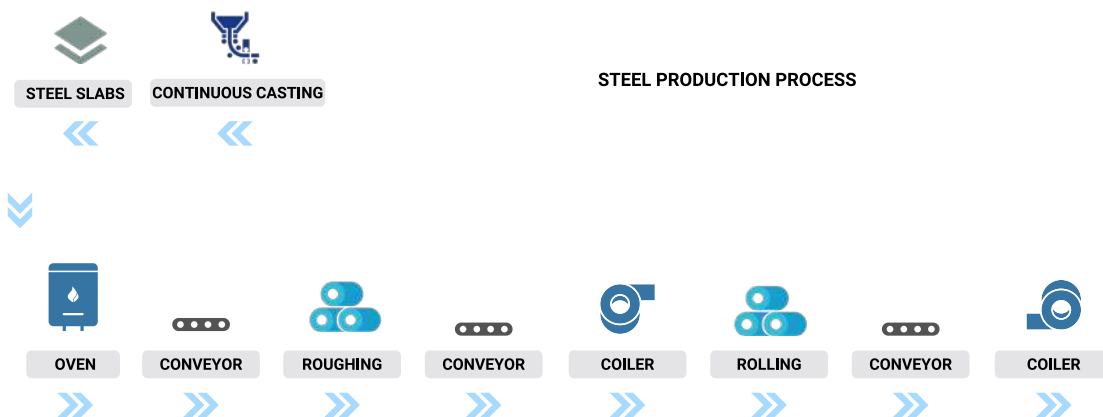 STEEL SLABS
CONTINUOUS CASTING
STEEL PRODUCTION PROCESS
OVEN
CONVEYOR
ROUGHING
CONVEYOR
COILER
ROLLING
CONVEYOR
COILER